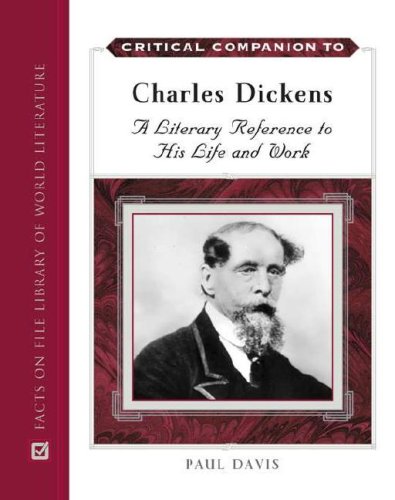 CRITICAL COMPANION TO
Charles Dickens
A Literary Reference to
His Life and Work
FACTS ON FILE LIBRARY OF WORLD LITERATURE
PAUL DAVIS